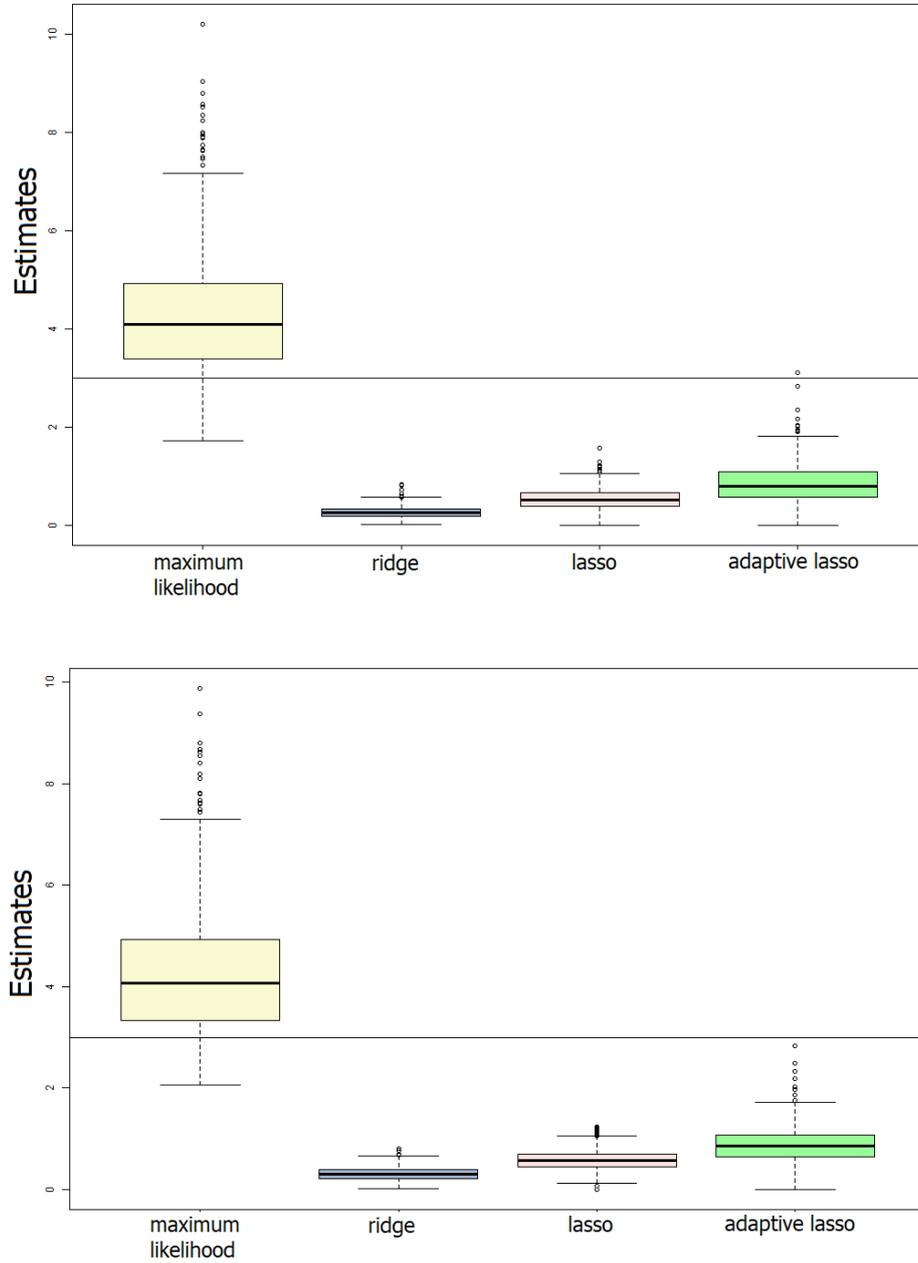 Estimates
10
8
6
4
2
0
maximum
likelihood
ridge
lasso
adaptive lasso
Estimates
10
8
6
4
2
0
maximum
likelihood
ridge
lasso
adaptive lasso